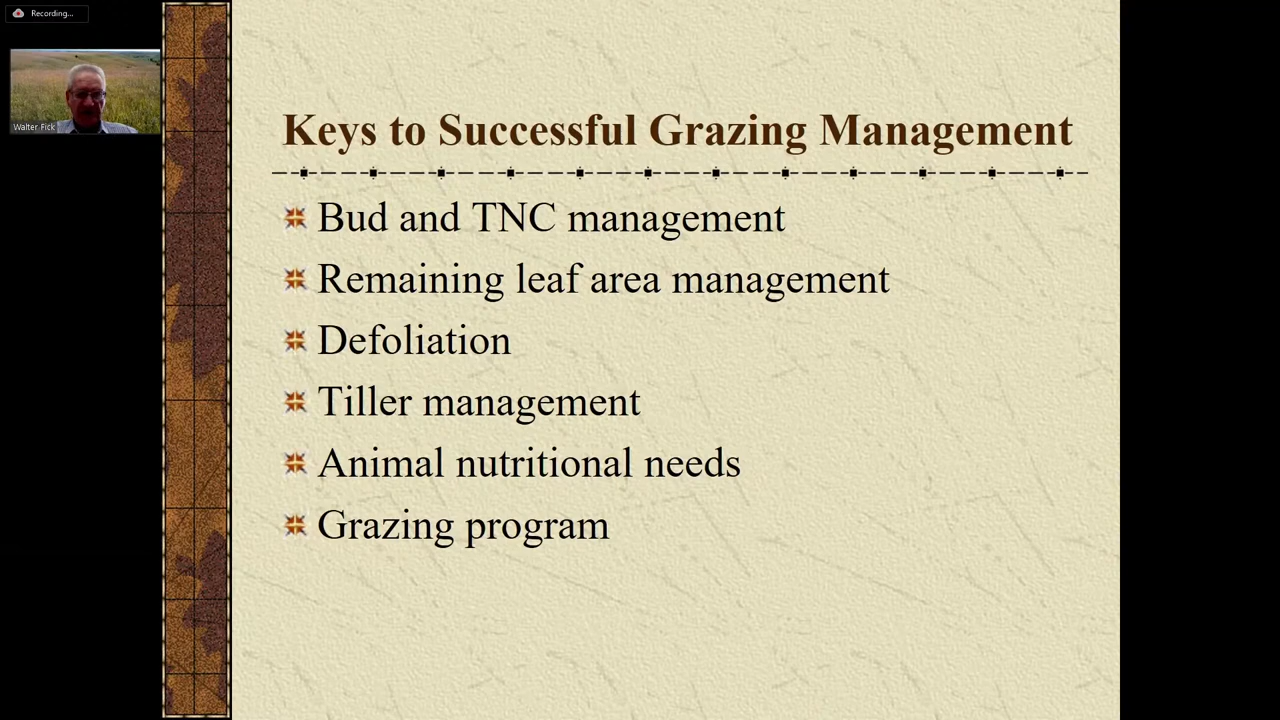 Recording...
Walter Fick
Keys to Successful Grazing Management
Bud and TNC management
Remaining leaf area management
Defoliation
Tiller management
Animal nutritional needs
Grazing program